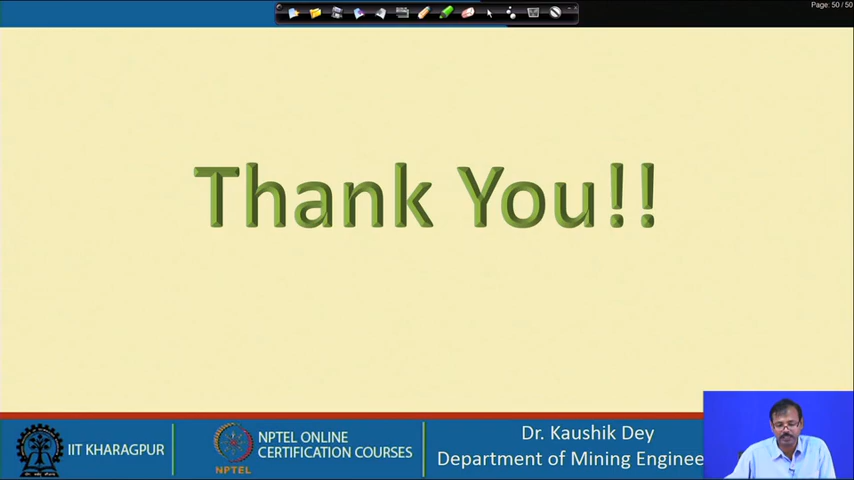 Page: 50 / 50
Thank You!!
IIT KHARAGPUR
NPTEL
NPTEL ONLINE
CERTIFICATION COURSES
Dr. Kaushik Dey
Department of Mining Enginee